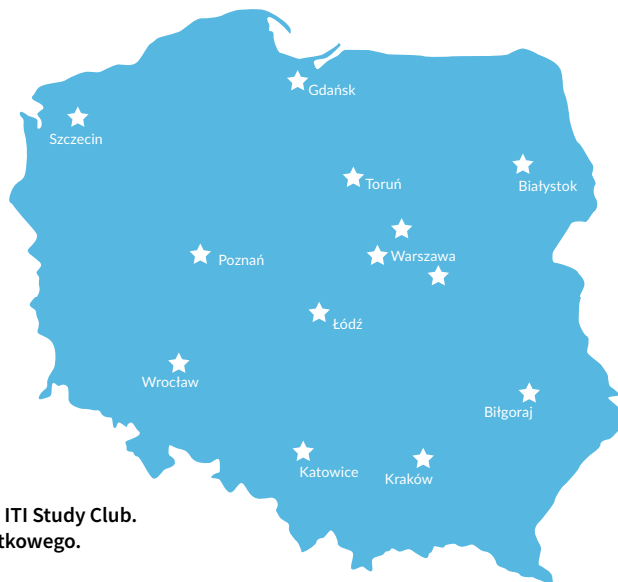 Gdańsk
Szczecin
Toruń
Białystok
Warszawa
Poznań
Łódź
Wrocław
Biłgoraj
Katowice
Kraków
ITI Study Club.
tkowego.